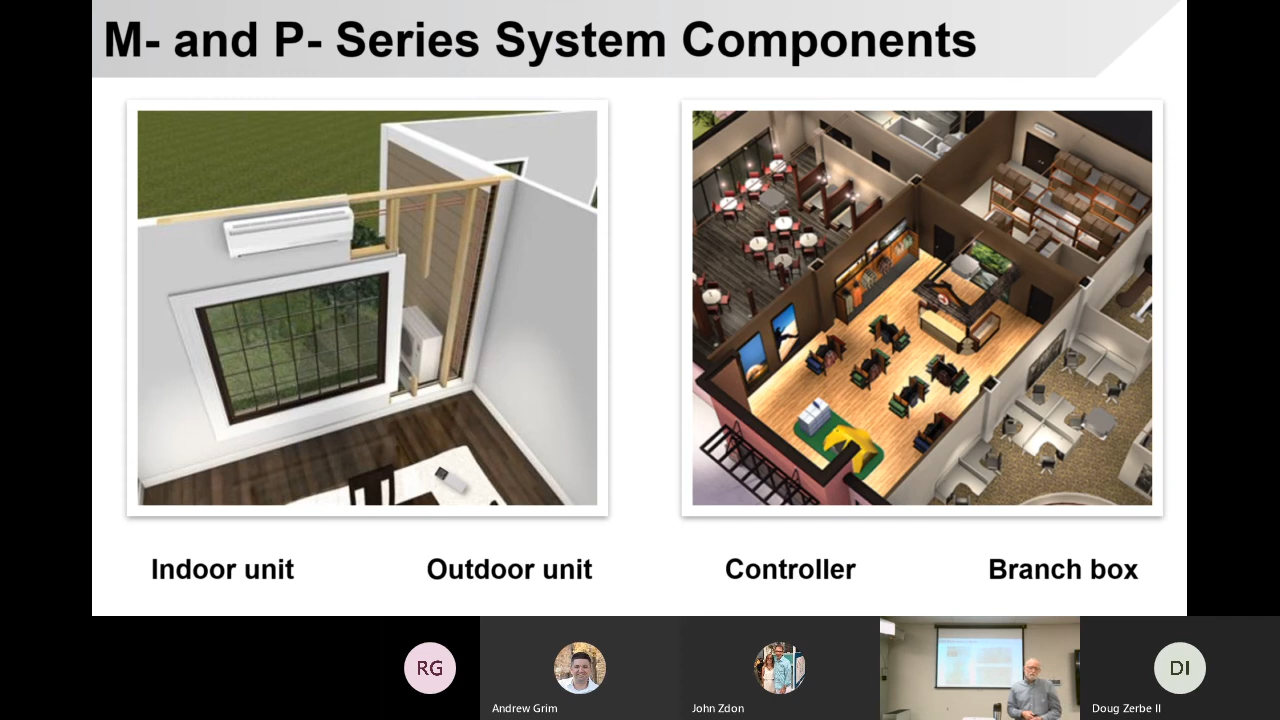 M- and P- Series System Components
Indoor unit
Outdoor unit
Controller
Branch box
RG
Andrew Grim
John Zdon
DI
Doug Zerbe II